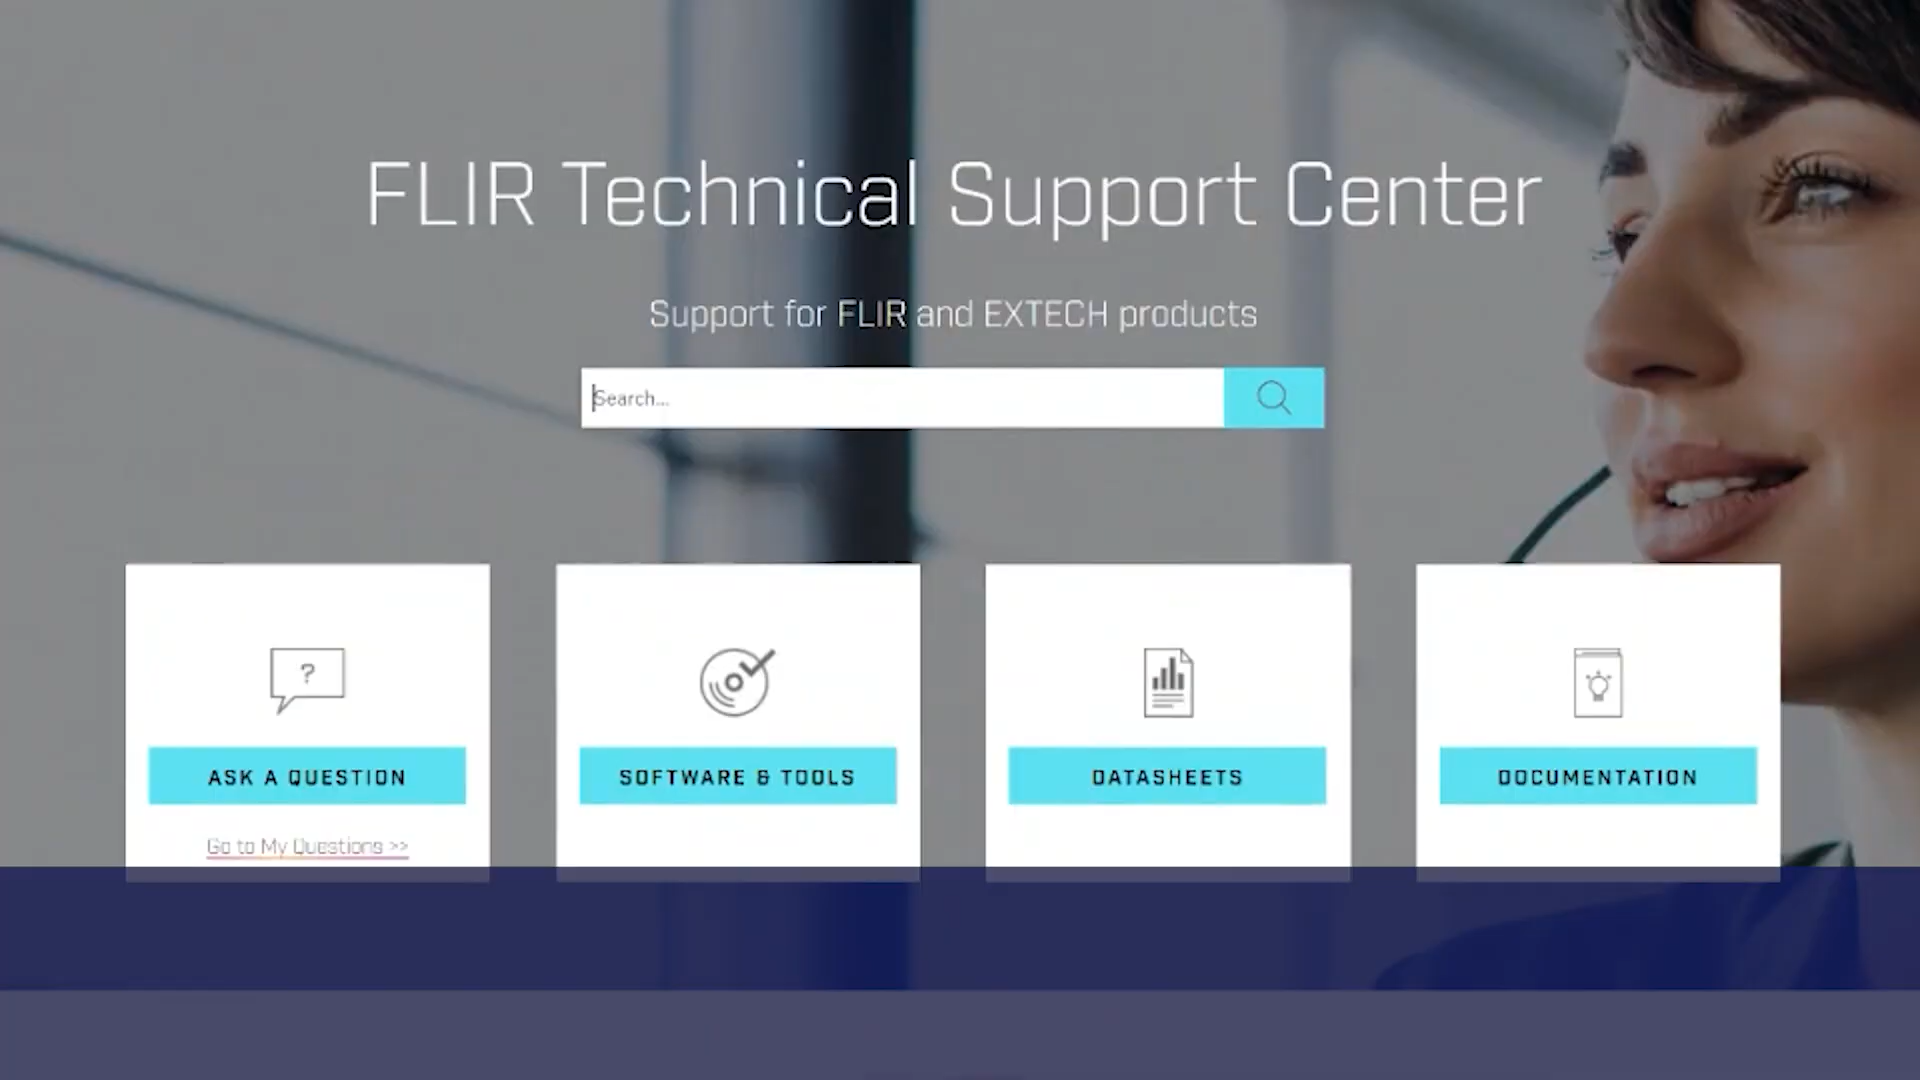 FLIR Technical Support Center
Support for FLIR and EXTECH products
Search...
?
ASK A QUESTION
SOFTWARE & TOOLS
DATASHEETS
DOCUMENTATION
Go to My Questions >>